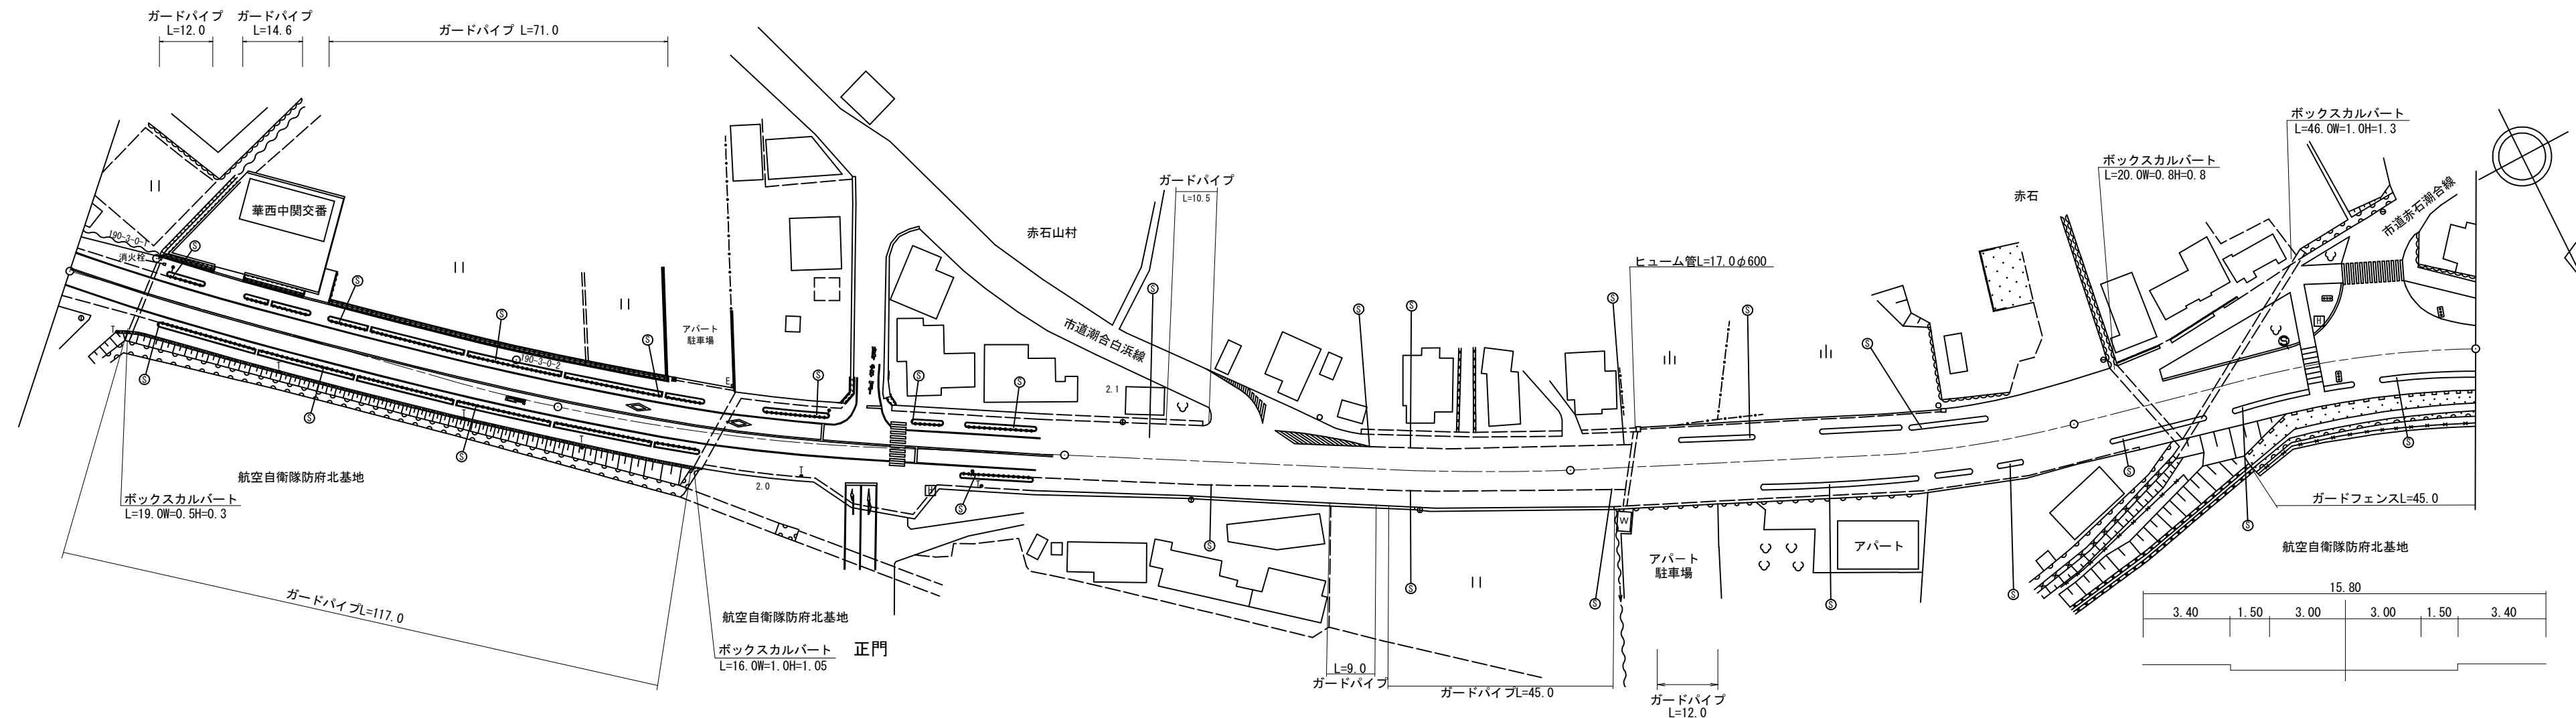 ガードパイプ
L=12.0
ガードパイプ
L=14.6
ガードパイプ L=71.0
華西中関交番
190-3-0-1
消火栓
190-3-0-2
アパート
駐車場
E
航空自衛隊防府北基地
ボックスカルバート
L=19.0W=0.5H=0.3
ガードパイプL=117.0
2.0
航空自衛隊防府北基地
正門
ボックスカルバート
L=16.0W=1.0H=1.05
赤石山村
市道潮合白浜線
2.1
ガードパイプ
L=10.5
ヒューム管L=17.0φ600
L=9.0
ガードパイプ
ガードパイプL=45.0
W
アパート
駐車場
アパート
ガードパイプ
L=12.0
赤石
ボックスカルバート
L=20.0W=0.8H=0.8
ボックスカルバート
L=46.0W=1.0H=1.3
市道赤石潮合線
H
ガードフェンスL=45.0
航空自衛隊防府北基地
15.80
3.40 1.50 3.00 3.00 1.50 3.40